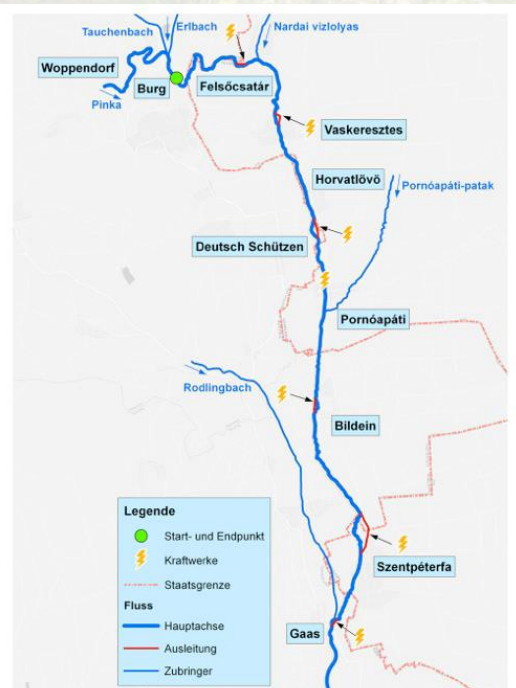 Tauchenbach
Erlbach
Nardai vizlolyas
Woppendorf
Burg
Felsőcsatár
Pinka
Vaskeresztes
Horvatlövö
Pornóapáti-patak
Deutsch Schützen
Pornóapáti
Rodlingbach
Bildein
Szentpéterfa
Gaas
Legende
Start- und Endpunkt
Kraftwerke
Staatsgrenze
Fluss
Hauptachse
Ausleitung
Zubringer